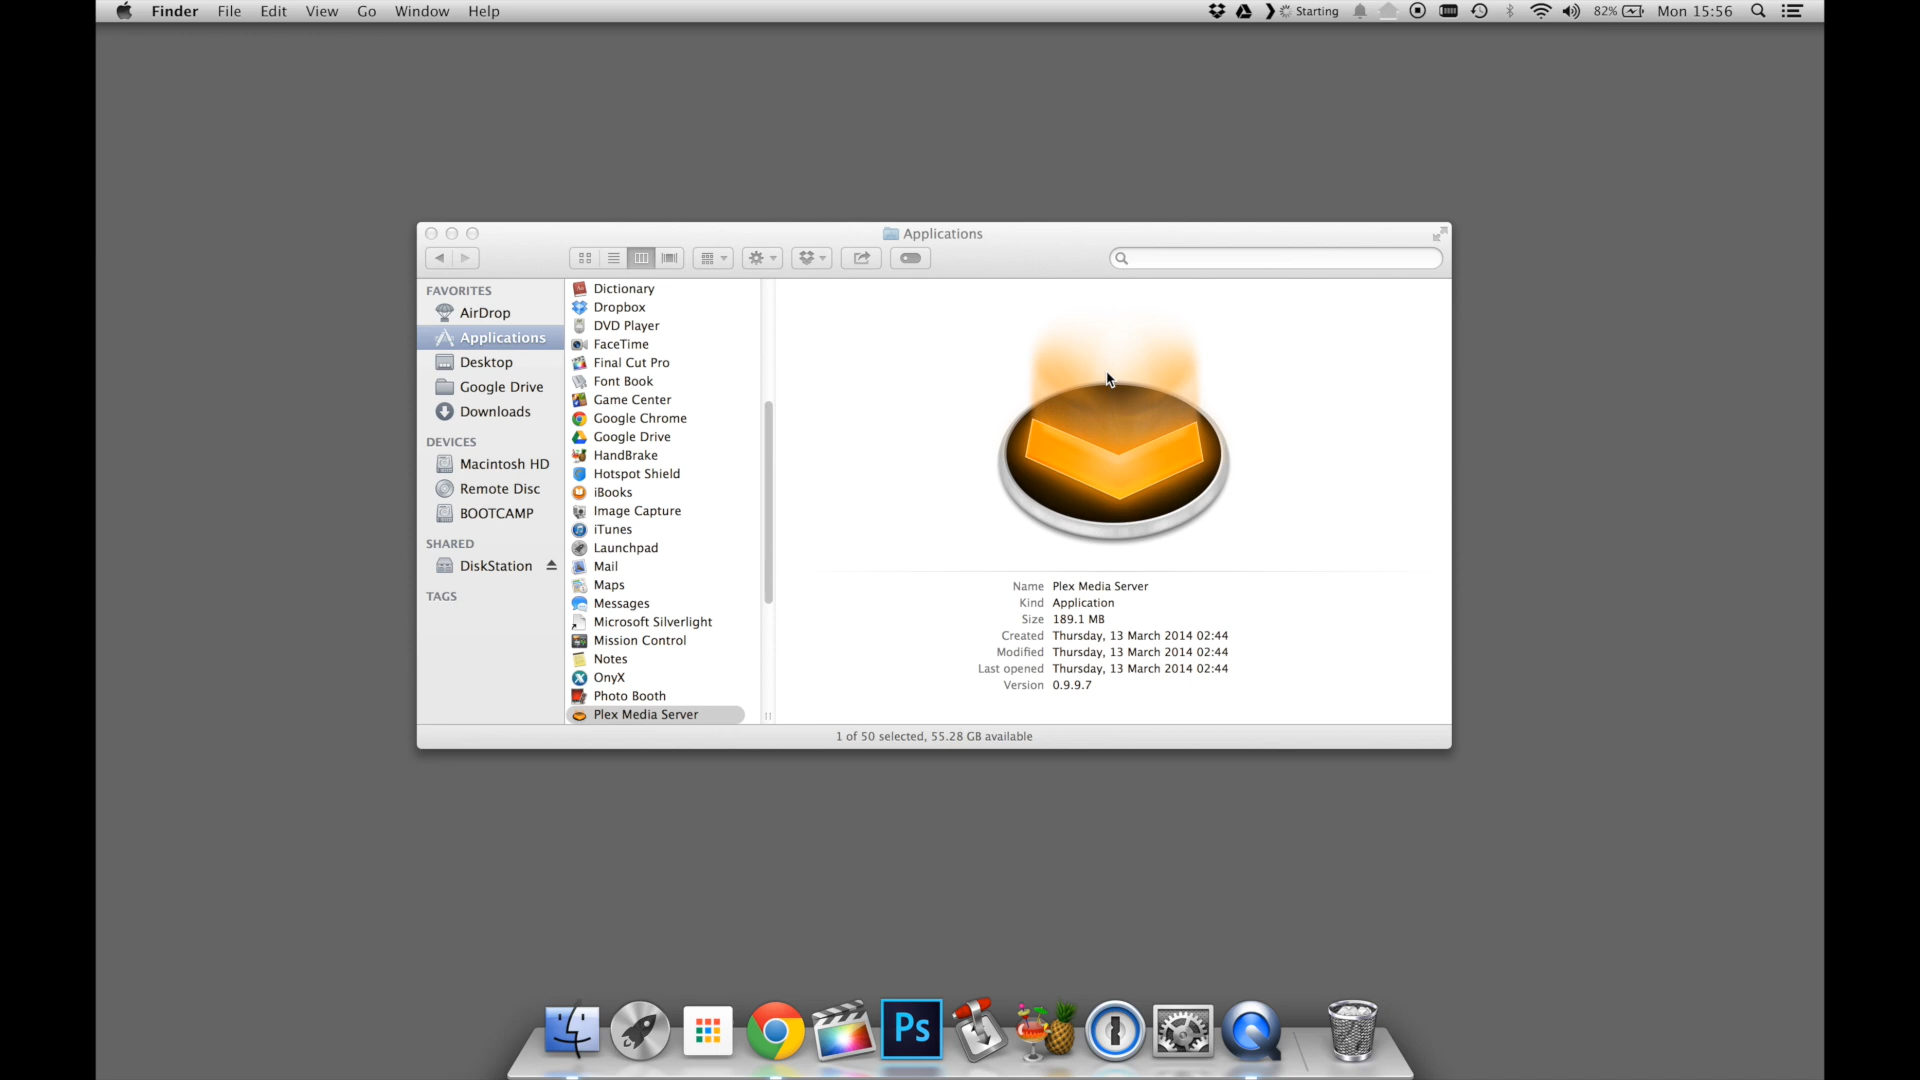 Finder File Edit View Go Window Help Starting 82% Mon 15:56
Applications
FAVORITES
AirDrop
Applications
Desktop
Google Drive
Downloads
DEVICES
Macintosh HD
Remote Disc
BOOTCAMP
SHARED
DiskStation
TAGS
Dictionary
Dropbox
DVD Player
FaceTime
Final Cut Pro
Font Book
Game Center
Google Chrome
Google Drive
HandBrake
Hotspot Shield
iBooks
Image Capture
iTunes
Launchpad
Mail
Maps
Messages
Microsoft Silverlight
Mission Control
Notes
OnyX
Photo Booth
Plex Media Server
Name Plex Media Server
Kind Application
Size 189.1 MB
Created Thursday, 13 March 2014 02:44
Modified Thursday, 13 March 2014 02:44
Last opened Thursday, 13 March 2014 02:44
Version 0.9.9.7
1 of 50 selected, 55.28 GB available
Ps